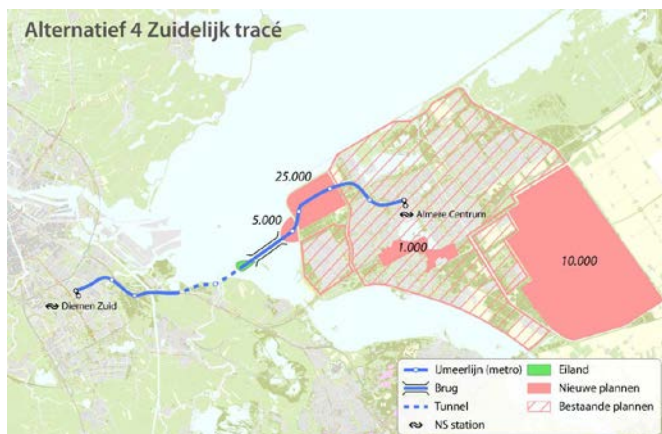 Alternatief 4 Zuidelijk tracé
25.000
5.000
Almere Centrum
1.000
10.000
Diemen Zuid
IJmeerlijn (metro)
Brug
Tunnel
NS station
Eiland
Nieuwe plannen
Bestaande plannen